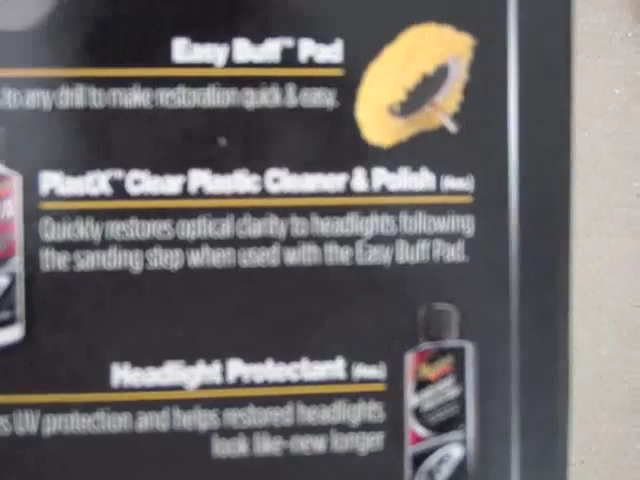 Easy Buff™ Pad
to any drill to make restoration quick & easy.
PlastX™ Clear Plastic Cleaner & Polish
Quickly restores optical clarity to headlights following
the sanding step when used with the Easy Buff Pad.
Headlight Protectant
UV protection and helps restored headlights
look like-new longer